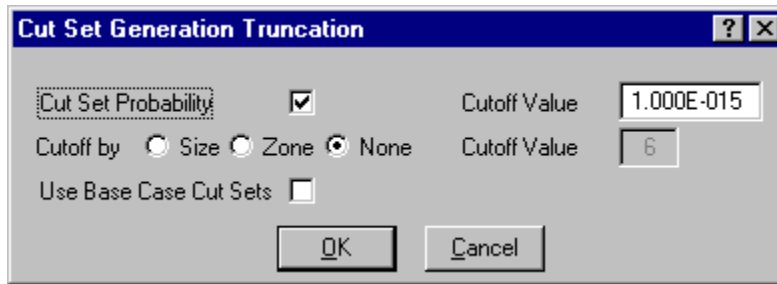 Cut Set Generation Truncation ? X
Cut Set Probability Cutoff Value 1.000E-015
Cutoff by Size Zone None Cutoff Value 6
Use Base Case Cut Sets
OK Cancel